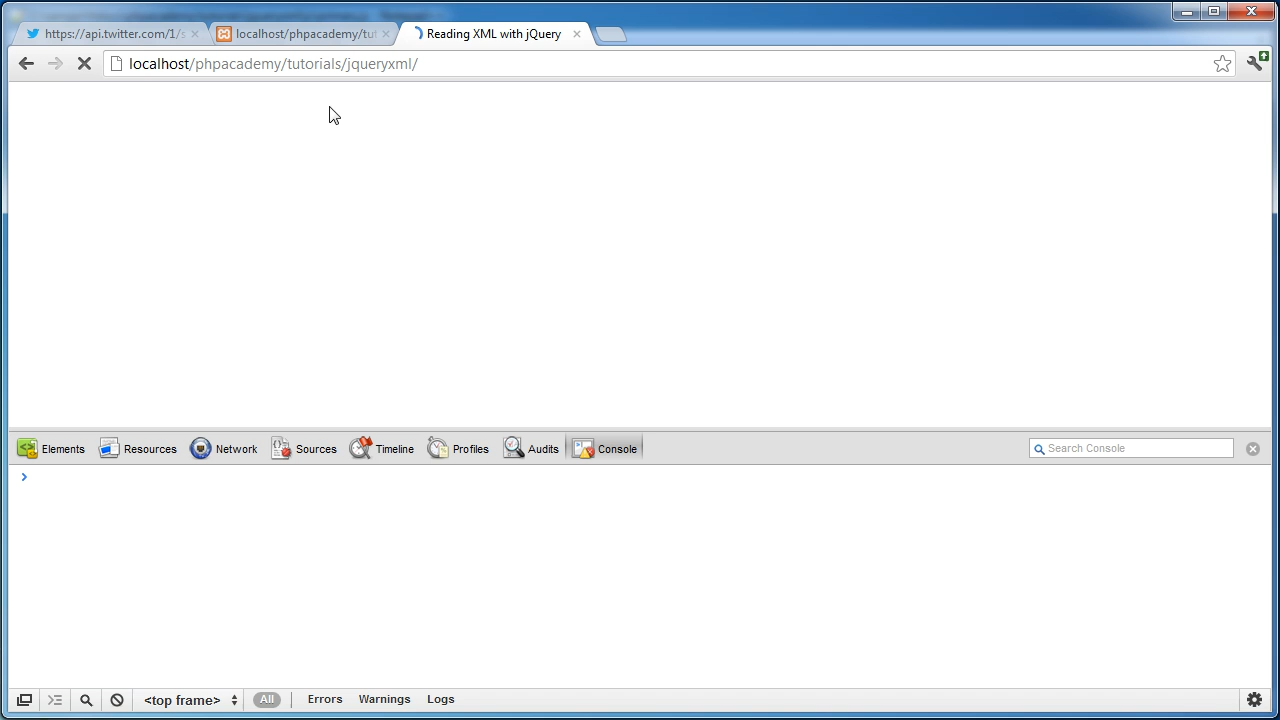 https://api.twitter.com/1/s
localhost/phpacademy/tut
Reading XML with jQuery
localhost/phpacademy/tutorials/jqueryxml/
Elements
Resources
Network
Sources
Timeline
Profiles
Audits
Console
Search Console
<top frame>
All
Errors
Warnings
Logs